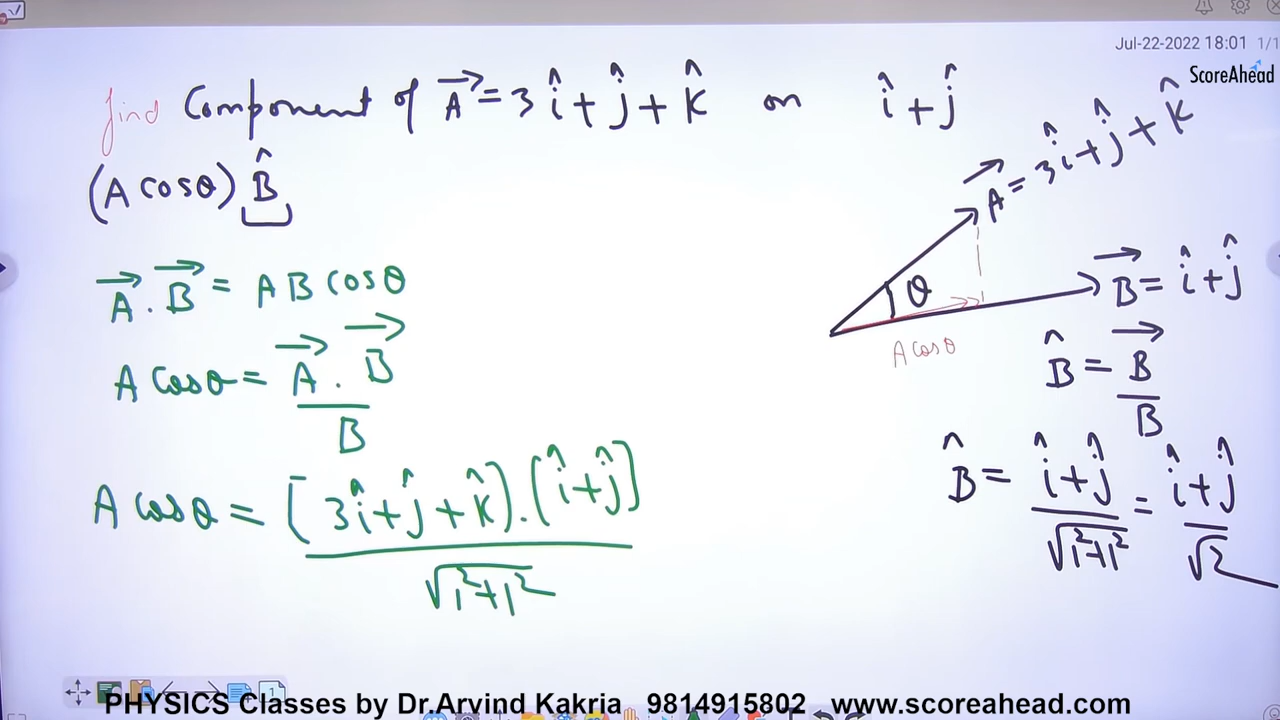 Jul-22-2022 18:01 1/1
ScoreAhead
find Component of A⃗ = 3î + ĵ + k̂ on î + ĵ
(A cosθ) B̂
A⃗ = 3î + ĵ + k̂
θ
B⃗ = î + ĵ
A cosθ
A⃗ . B⃗ = A B cosθ
A cosθ = A⃗ . B⃗ / B
B̂ = B⃗ / B
A cosθ = [3î + ĵ + k̂).(î + ĵ] / √1²+1²
B̂ = î + ĵ / √1²+1² = î + ĵ / √2
1
PHYSICS Classes by Dr.Arvind Kakria 9814915802 www.scoreahead.com